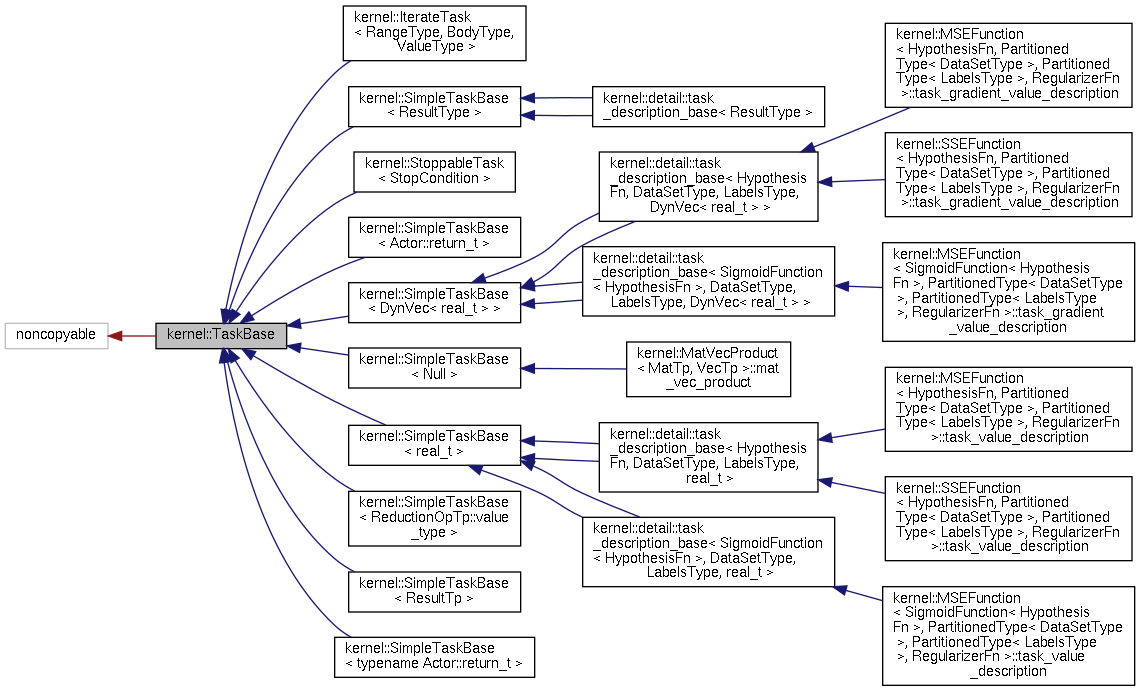 noncopyable
kernel::TaskBase
kernel::IterateTask
< RangeType, BodyType,
ValueType >
kernel::SimpleTaskBase
< ResultType >
kernel::StoppableTask
< StopCondition >
kernel::SimpleTaskBase
< Actor::return_t >
kernel::SimpleTaskBase
< DynVec< real_t > >
kernel::SimpleTaskBase
< Null >
kernel::SimpleTaskBase
< real_t >
kernel::SimpleTaskBase
< ReductionOpTp::value
_type >
kernel::SimpleTaskBase
< ResultTp >
kernel::SimpleTaskBase
< typename Actor::return_t >
kernel::detail::task
_description_base< ResultType >
kernel::detail::task
_description_base< Hypothesis
Fn, DataSetType, LabelsType,
DynVec< real_t > >
kernel::detail::task
_description_base< SigmoidFunction
< HypothesisFn >, DataSetType,
LabelsType, DynVec< real_t > >
kernel::MatVecProduct
< MatTp, VecTp >::mat
_vec_product
kernel::detail::task
_description_base< Hypothesis
Fn, DataSetType, LabelsType,
real_t >
kernel::detail::task
_description_base< SigmoidFunction
< HypothesisFn >, DataSetType,
LabelsType, real_t >
kernel::MSEFunction
< HypothesisFn, Partitioned
Type< DataSetType >, Partitioned
Type< LabelsType >, RegularizerFn
>::task_gradient_value_description
kernel::SSEFunction
< HypothesisFn, Partitioned
Type< DataSetType >, Partitioned
Type< LabelsType >, RegularizerFn
>::task_gradient_value_description
kernel::MSEFunction
< SigmoidFunction< Hypothesis
Fn >, PartitionedType< DataSetType
>, PartitionedType< LabelsType
>, RegularizerFn >::task_gradient
_value_description
kernel::MSEFunction
< HypothesisFn, Partitioned
Type< DataSetType >, Partitioned
Type< LabelsType >, RegularizerFn
>::task_value_description
kernel::SSEFunction
< HypothesisFn, Partitioned
Type< DataSetType >, Partitioned
Type< LabelsType >, RegularizerFn
>::task_value_description
kernel::MSEFunction
< SigmoidFunction< Hypothesis
Fn >, PartitionedType< DataSetType
>, PartitionedType< LabelsType
>, RegularizerFn >::task_value
_description